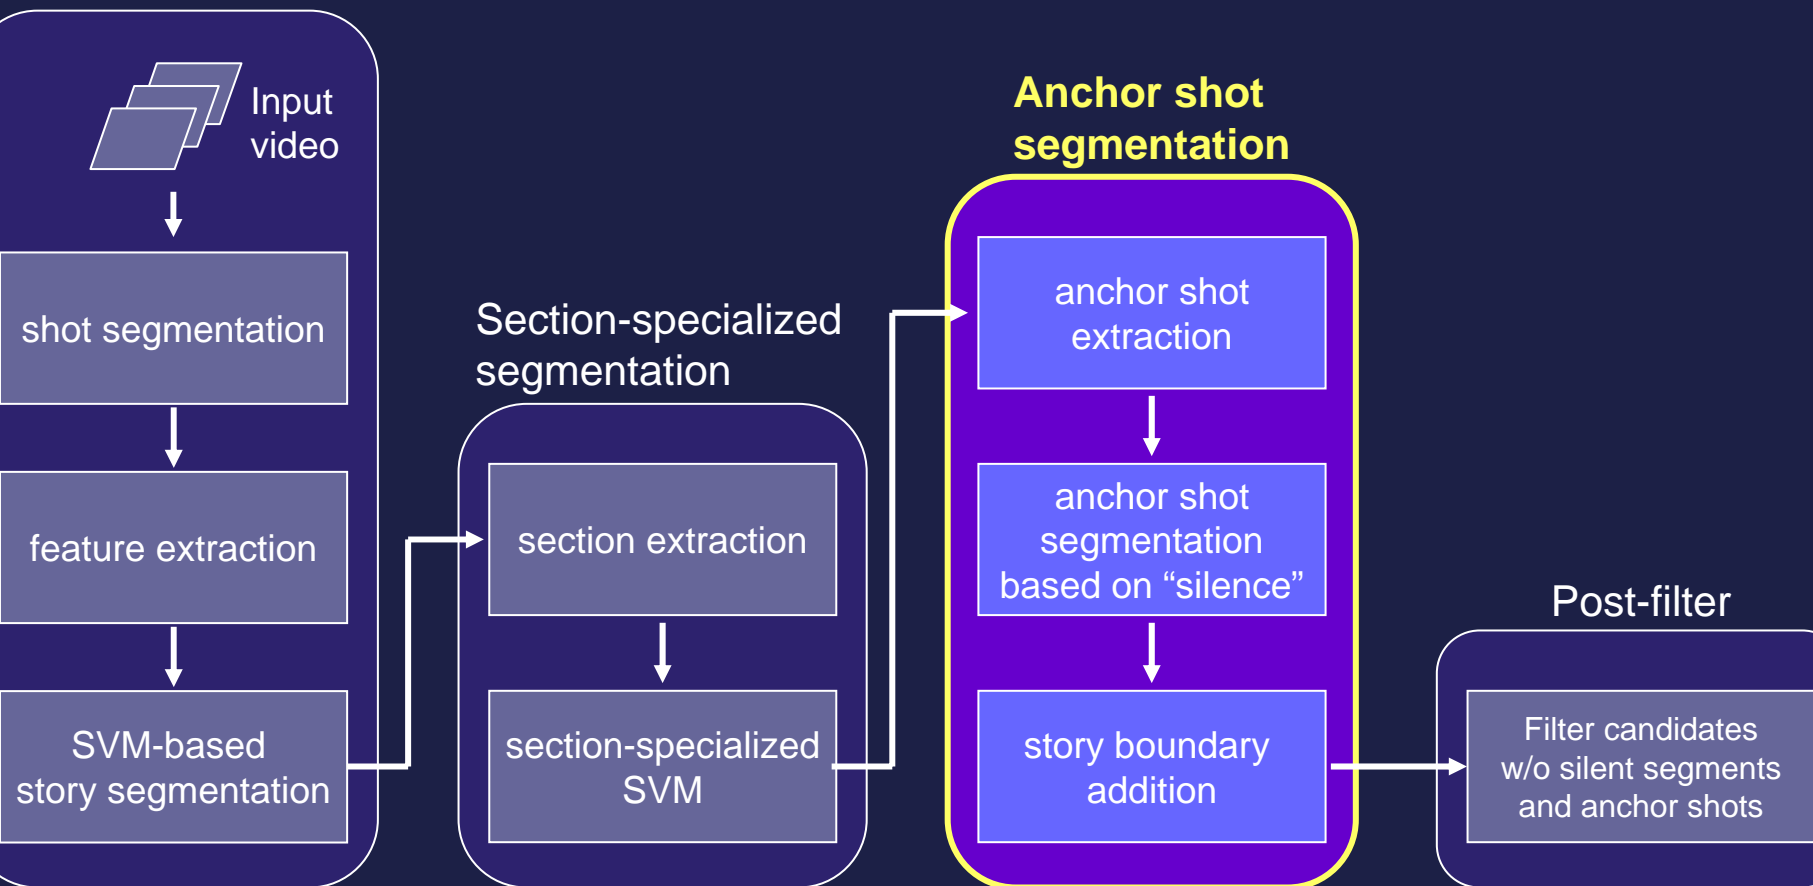 Input
video
shot segmentation
feature extraction
SVM-based
story segmentation
Section-specialized
segmentation
section extraction
section-specialized
SVM
Anchor shot
segmentation
anchor shot
extraction
anchor shot
segmentation
based on “silence”
story boundary
addition
Post-filter
Filter candidates
w/o silent segments
and anchor shots